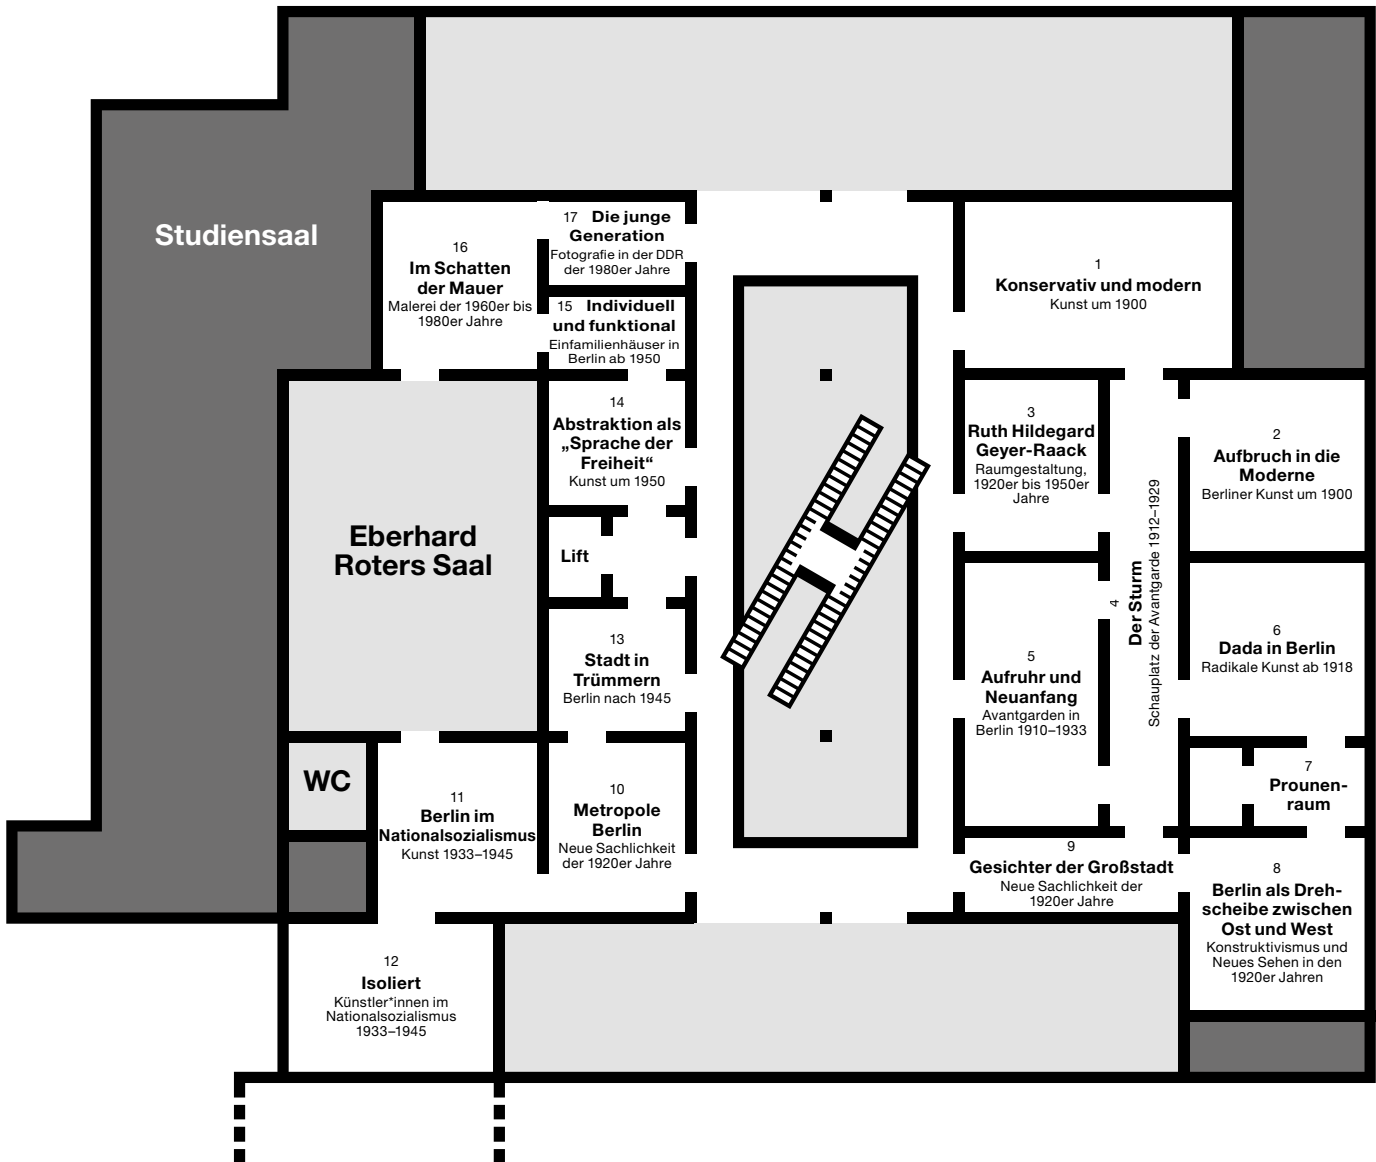 Studiensaal
16
Im Schatten
der Mauer
Malerei der 1960er bis
1980er Jahre
17 Die junge
Generation
Fotografie in der DDR
der 1980er Jahre
15 Individuell
und funktional
Einfamilienhäuser in
Berlin ab 1950
1
Konservativ und modern
Kunst um 1900
14
Abstraktion als
„Sprache der
Freiheit“
Kunst um 1950
3
Ruth Hildegard
Geyer-Raack
Raumgestaltung,
1920er bis 1950er
Jahre
2
Aufbruch in die
Moderne
Berliner Kunst um 1900
Eberhard
Roters Saal
Lift
4
Der Sturm
Schauplatz der Avantgarde 1912–1929
13
Stadt in
Trümmern
Berlin nach 1945
5
Aufruhr und
Neuanfang
Avantgarden in
Berlin 1910–1933
6
Dada in Berlin
Radikale Kunst ab 1918
WC
11
Berlin im
Nationalsozialismus
Kunst 1933–1945
10
Metropole
Berlin
Neue Sachlichkeit
der 1920er Jahre
7
Prounen-
raum
9
Gesichter der Großstadt
Neue Sachlichkeit der
1920er Jahre
8
Berlin als Dreh-
scheibe zwischen
Ost und West
Konstruktivismus und
Neues Sehen in den
1920er Jahren
12
Isoliert
Künstler*innen im
Nationalsozialismus
1933–1945